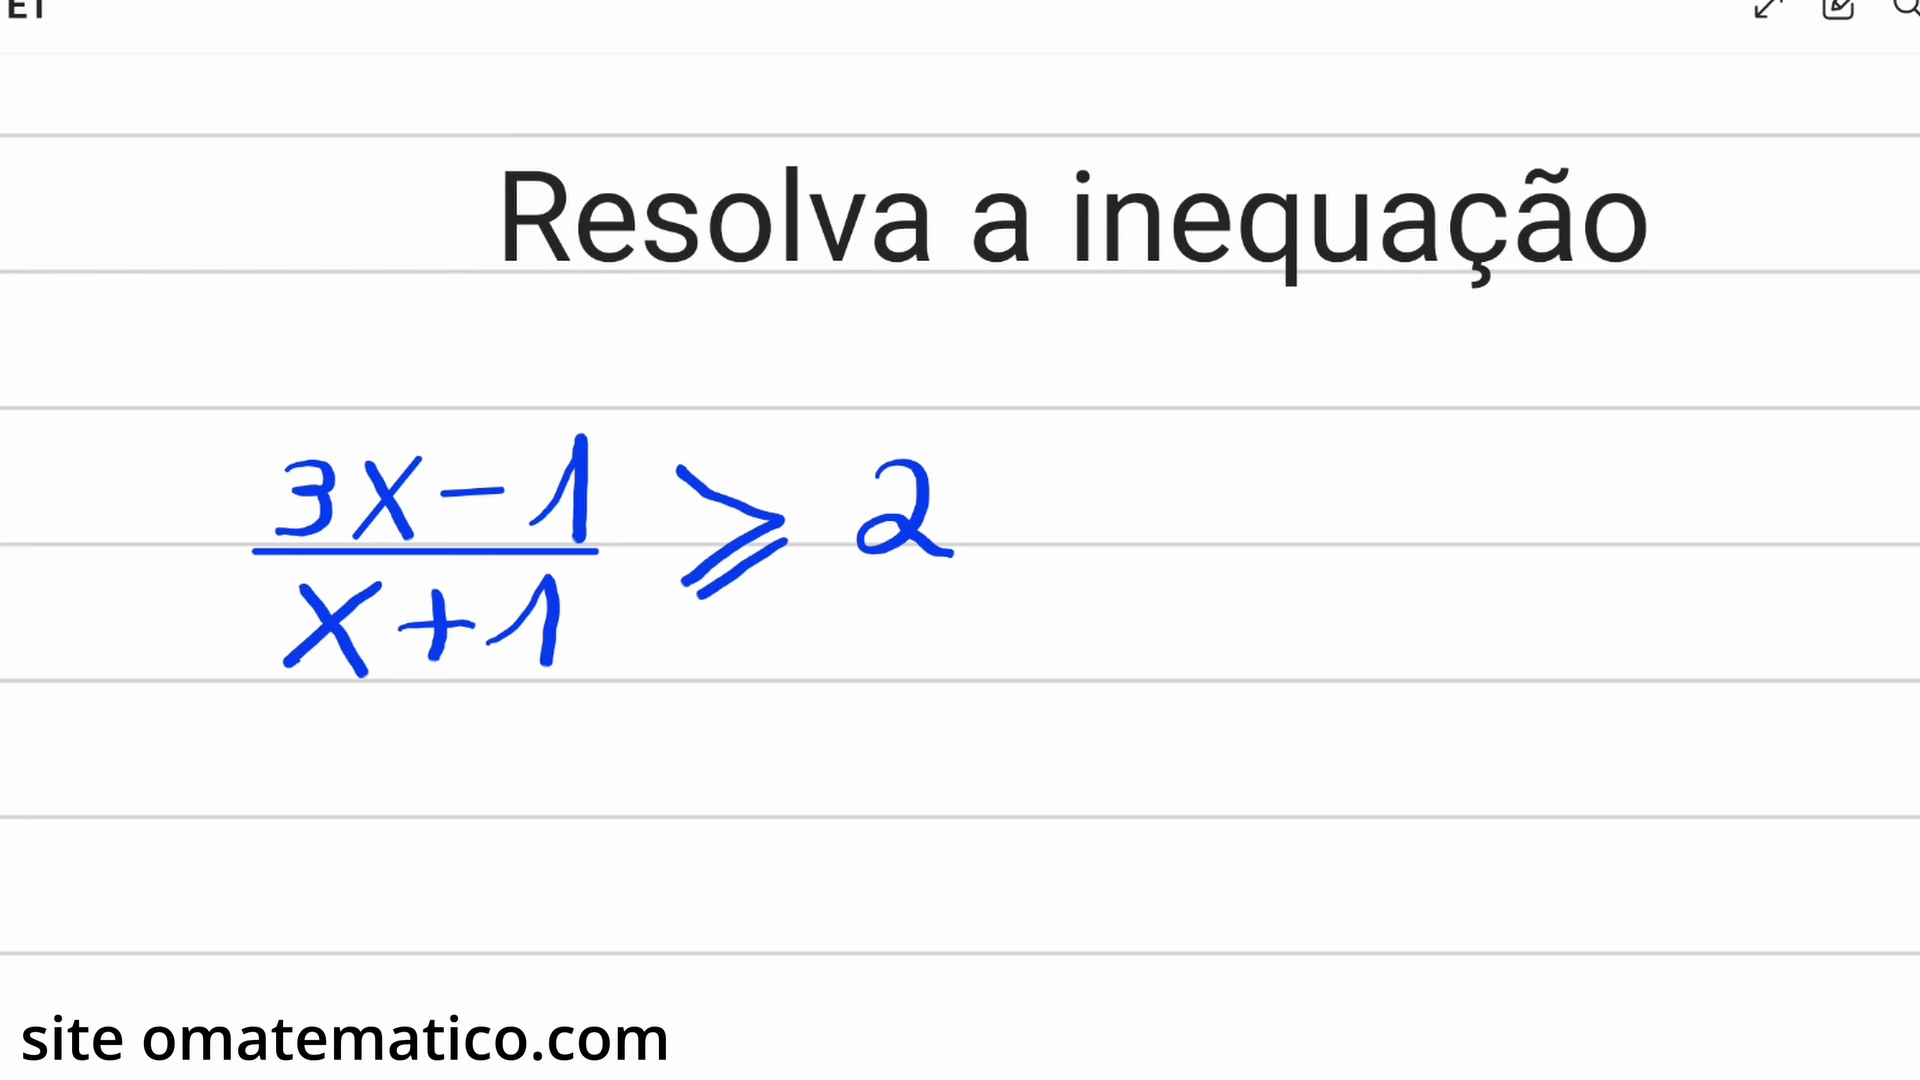 Resolva a inequação
3x-1 ⩾ 2
x+1
site omatematico.com